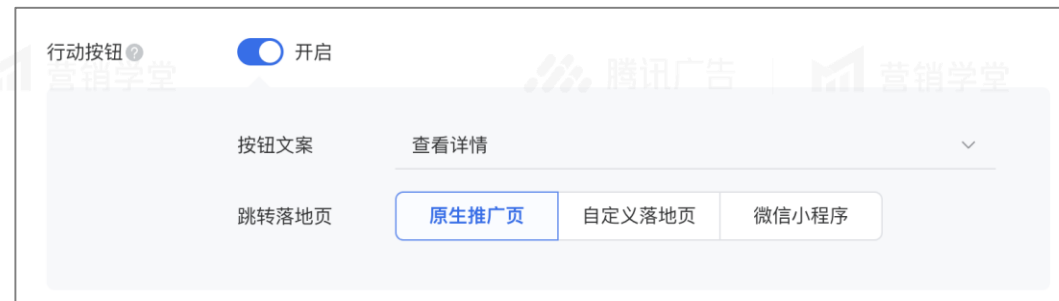 行动按钮
开启
营销学堂
腾讯广告
营销学堂
按钮文案
查看详情
跳转落地页
原生推广页
自定义落地页
微信小程序